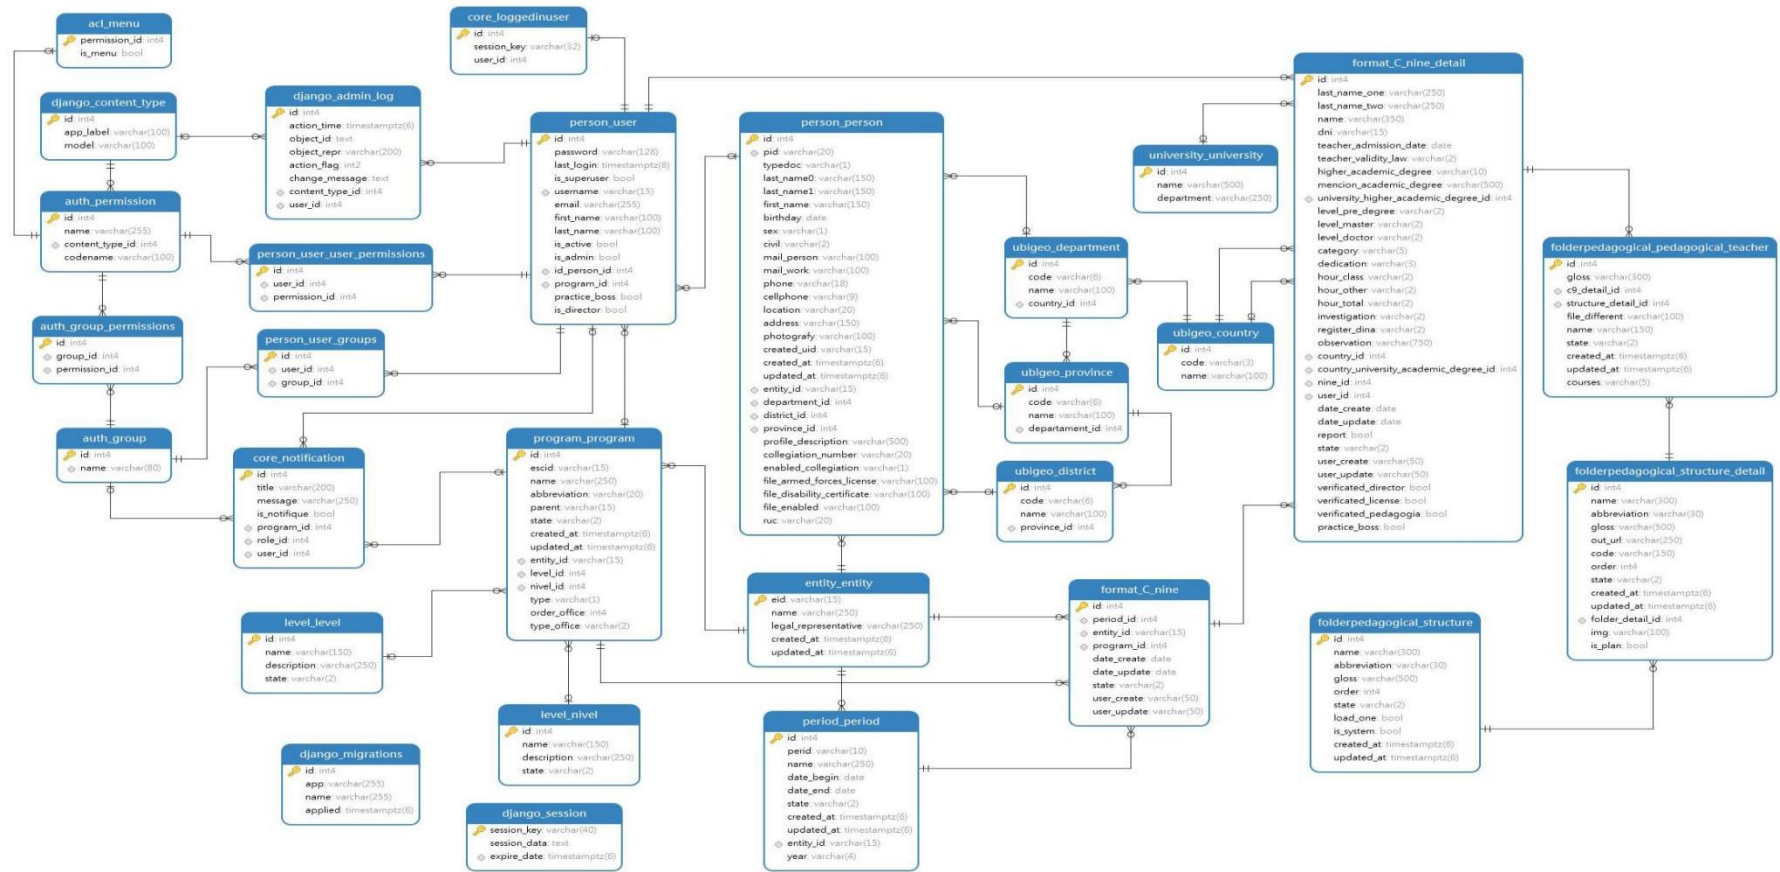 acl_menu
permission_id: int4
is_menu: bool
core_loggedinuser
id: int4
session_key: varchar(32)
user_id: int4
django_content_type
id: int4
app_label: varchar(100)
model: varchar(100)
django_admin_log
id: int4
action_time: timestamptz(6)
object_id: text
object_repr: varchar(200)
action_flag: int2
change_message: text
content_type_id: int4
user_id: int4
person_user
id: int4
password: varchar(128)
last_login: timestamptz(6)
is_superuser: bool
username: varchar(15)
email: varchar(255)
first_name: varchar(100)
last_name: varchar(100)
is_active: bool
is_admin: bool
id_person_id: int4
program_id: int4
practice_boss: bool
is_director: bool
person_person
id: int4
pid: varchar(20)
typedoc: varchar(1)
last_name0: varchar(150)
last_name1: varchar(150)
first_name: varchar(150)
birthday: date
sex: varchar(1)
civil: varchar(2)
mail_person: varchar(100)
mail_work: varchar(100)
phone: varchar(18)
cellphone: varchar(9)
location: varchar(20)
address: varchar(150)
photografy: varchar(100)
created_uid: varchar(15)
created_at: timestamptz(6)
updated_at: timestamptz(6)
entity_id: varchar(15)
department_id: int4
district_id: int4
province_id: int4
profile_description: varchar(500)
collegiation_number: varchar(20)
enabled_collegiation: varchar(1)
file_armed_forces_license: varchar(100)
file_disability_certificate: varchar(100)
file_enabled: varchar(100)
ruc: varchar(20)
university_university
id: int4
name: varchar(500)
department: varchar(250)
format_C_nine_detail
id: int4
last_name_one: varchar(250)
last_name_two: varchar(250)
name: varchar(350)
dni: varchar(15)
teacher_admission_date: date
teacher_validity_law: varchar(2)
higher_academic_degree: varchar(10)
mencion_academic_degree: varchar(500)
university_higher_academic_degree_id: int4
level_pre_degree: varchar(2)
level_master: varchar(2)
level_doctor: varchar(2)
category: varchar(5)
dedication: varchar(3)
hour_class: varchar(2)
hour_other: varchar(2)
hour_total: varchar(2)
investigation: varchar(2)
register_dina: varchar(2)
observation: varchar(750)
country_id: int4
country_university_academic_degree_id: int4
nine_id: int4
user_id: int4
date_create: date
date_update: date
report: bool
state: varchar(2)
user_create: varchar(50)
user_update: varchar(50)
verificated_director: bool
verificated_license: bool
verificated_pedagogia: bool
practice_boss: bool
auth_permission
id: int4
name: varchar(255)
content_type_id: int4
codename: varchar(100)
person_user_user_permissions
id: int4
user_id: int4
permission_id: int4
ubigeo_department
id: int4
code: varchar(6)
name: varchar(100)
country_id: int4
folderpedagogical_pedagogical_teacher
id: int4
gloss: varchar(300)
c9_detail_id: int4
structure_detail_id: int4
file_different: varchar(100)
name: varchar(150)
state: varchar(2)
created_at: timestamptz(6)
updated_at: timestamptz(6)
courses: varchar(5)
auth_group_permissions
id: int4
group_id: int4
permission_id: int4
person_user_groups
id: int4
user_id: int4
group_id: int4
ubigeo_country
id: int4
code: varchar(3)
name: varchar(100)
ubigeo_province
id: int4
code: varchar(6)
name: varchar(100)
departament_id: int4
auth_group
id: int4
name: varchar(80)
core_notification
id: int4
title: varchar(200)
message: varchar(250)
is_notifique: bool
program_id: int4
role_id: int4
user_id: int4
program_program
id: int4
escid: varchar(15)
name: varchar(250)
abbreviation: varchar(20)
parent: varchar(15)
state: varchar(2)
created_at: timestamptz(6)
updated_at: timestamptz(6)
entity_id: varchar(15)
level_id: int4
nivel_id: int4
type: varchar(1)
order_office: int4
type_office: varchar(2)
ubigeo_district
id: int4
code: varchar(6)
name: varchar(100)
province_id: int4
folderpedagogical_structure_detail
id: int4
name: varchar(300)
abbreviation: varchar(30)
gloss: varchar(500)
out_url: varchar(250)
code: varchar(150)
order: int4
state: varchar(2)
created_at: timestamptz(6)
updated_at: timestamptz(6)
folder_detail_id: int4
img: varchar(100)
is_plan: bool
level_level
id: int4
name: varchar(150)
description: varchar(250)
state: varchar(2)
entity_entity
eid: varchar(15)
name: varchar(250)
legal_representative: varchar(250)
created_at: timestamptz(6)
updated_at: timestamptz(6)
format_C_nine
id: int4
period_id: int4
entity_id: varchar(15)
program_id: int4
date_create: date
date_update: date
state: varchar(2)
user_create: varchar(50)
user_update: varchar(50)
folderpedagogical_structure
id: int4
name: varchar(300)
abbreviation: varchar(30)
gloss: varchar(500)
order: int4
state: varchar(2)
load_one: bool
is_system: bool
created_at: timestamptz(6)
updated_at: timestamptz(6)
level_nivel
id: int4
name: varchar(150)
description: varchar(250)
state: varchar(2)
period_period
id: int4
perid: varchar(10)
name: varchar(250)
date_begin: date
date_end: date
state: varchar(2)
created_at: timestamptz(6)
updated_at: timestamptz(6)
entity_id: varchar(15)
year: varchar(4)
django_migrations
id: int4
app: varchar(255)
name: varchar(255)
applied: timestamptz(6)
django_session
session_key: varchar(40)
session_data: text
expire_date: timestamptz(6)